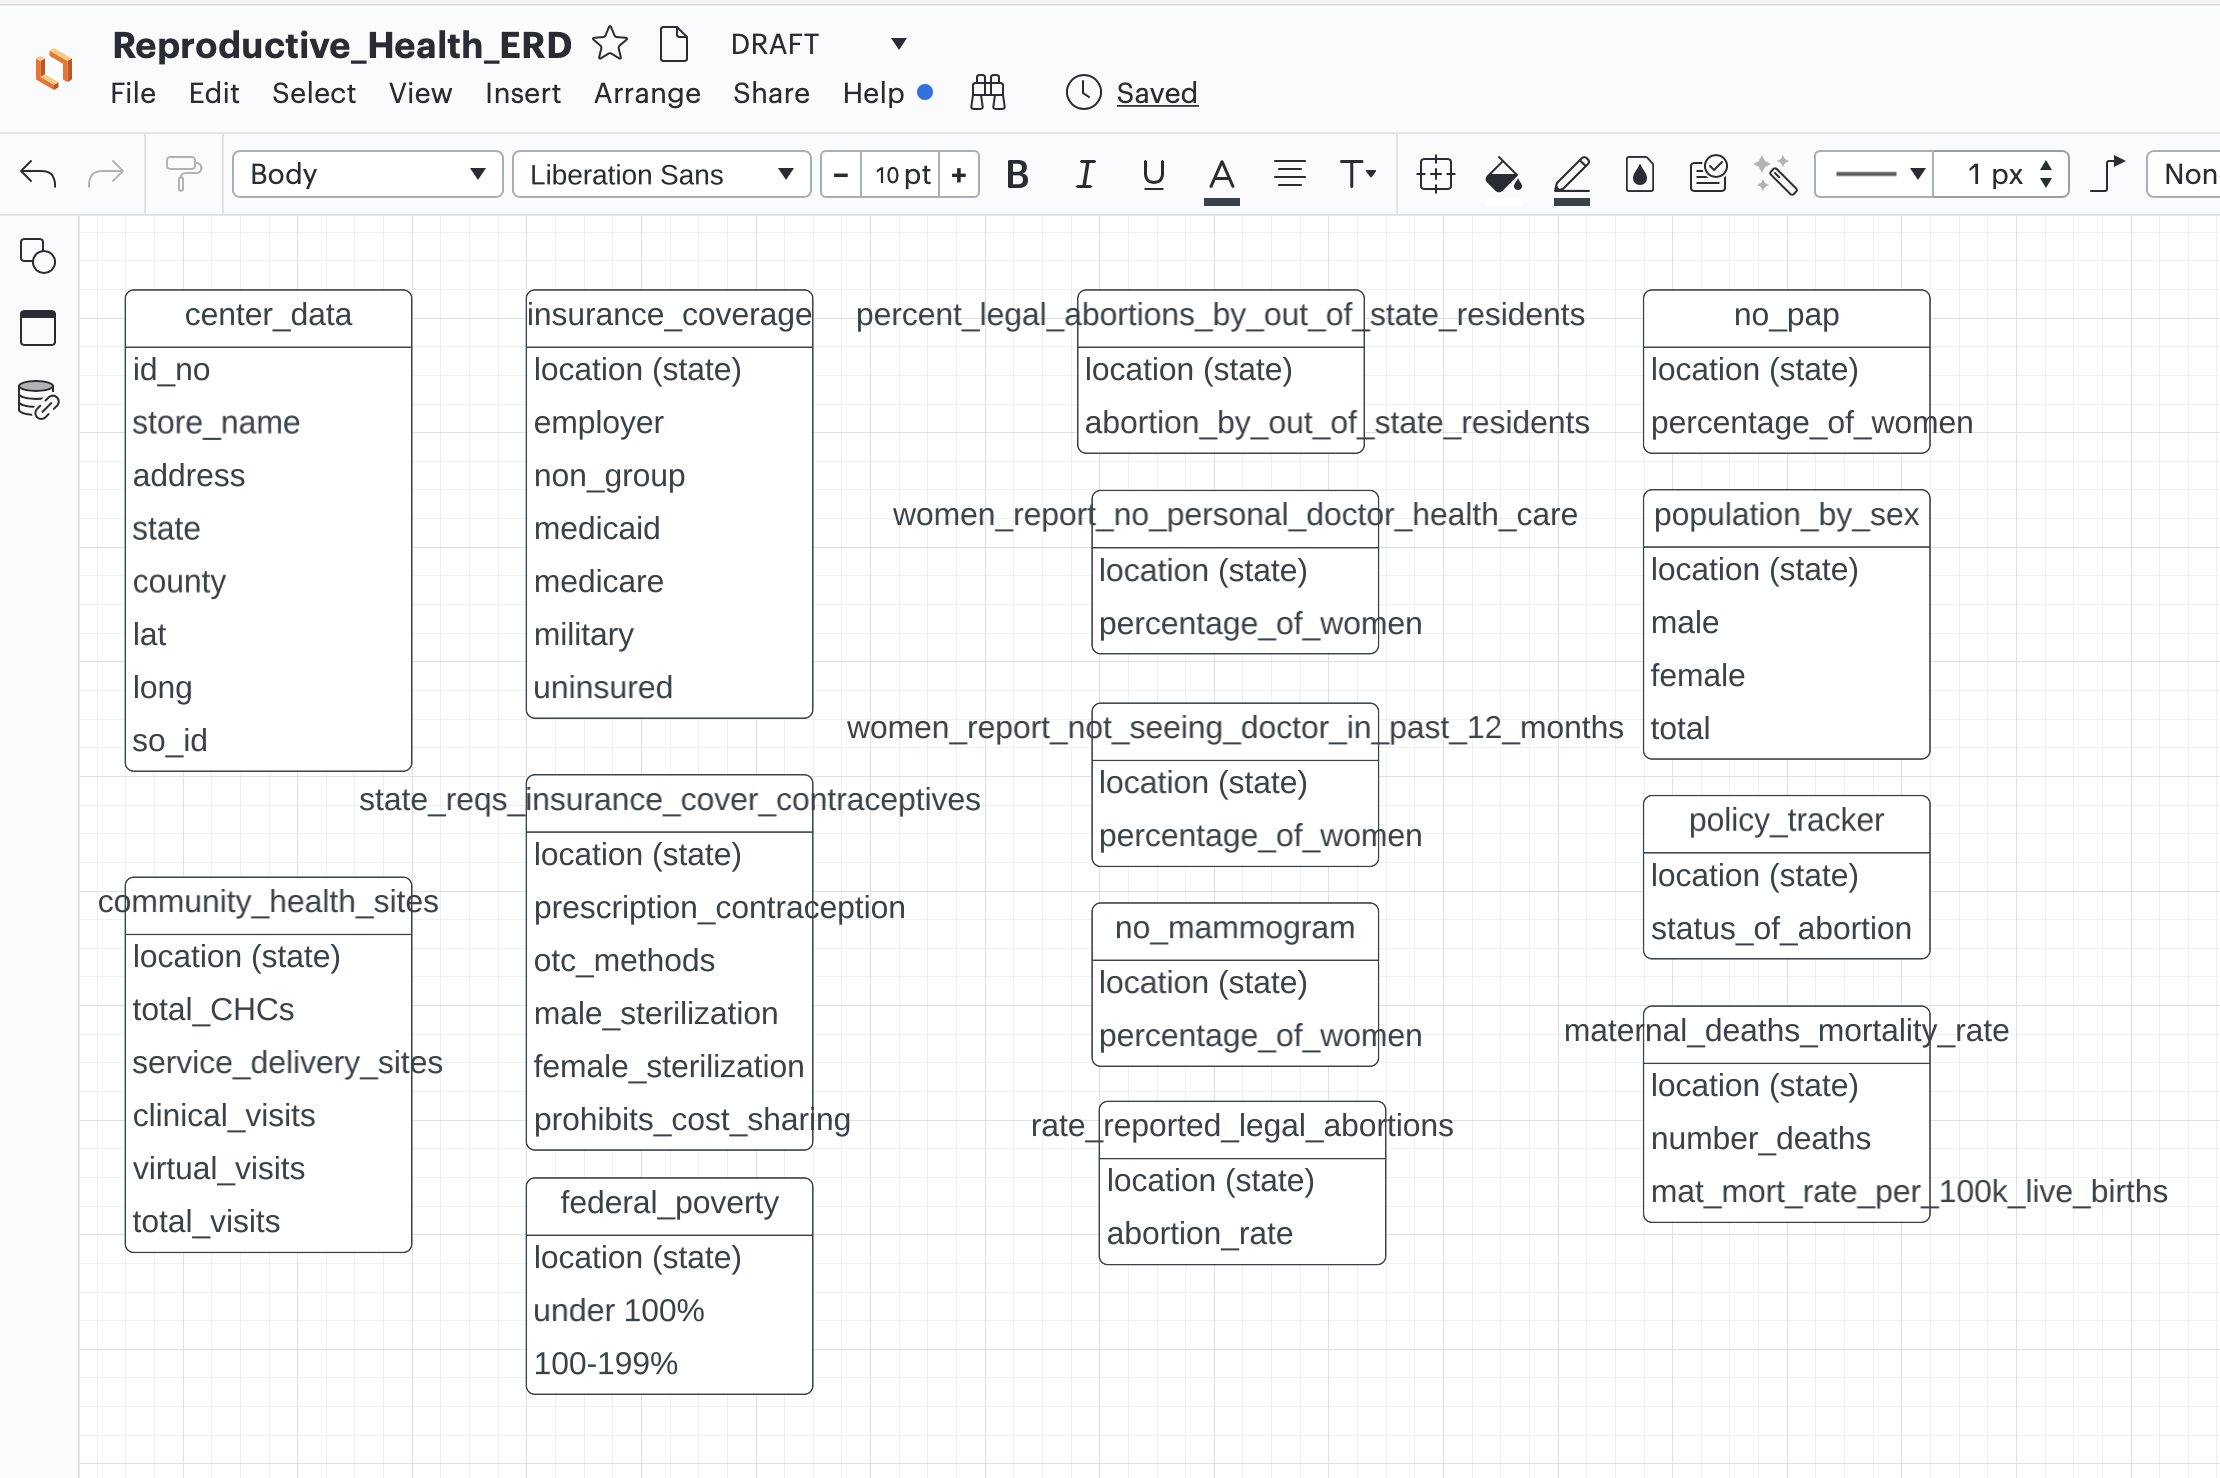 Reproductive_Health_ERD DRAFT
File Edit Select View Insert Arrange Share Help Saved
Body Liberation Sans − 10 pt + B I U A T 1 px Non
center_data
id_no
store_name
address
state
county
lat
long
so_id
community_health_sites
location (state)
total_CHCs
service_delivery_sites
clinical_visits
virtual_visits
total_visits
insurance_coverage
location (state)
employer
non_group
medicaid
medicare
military
uninsured
state_reqs_insurance_cover_contraceptives
location (state)
prescription_contraception
otc_methods
male_sterilization
female_sterilization
prohibits_cost_sharing
federal_poverty
location (state)
under 100%
100-199%
percent_legal_abortions_by_out_of_state_residents
location (state)
abortion_by_out_of_state_residents
women_report_no_personal_doctor_health_care
location (state)
percentage_of_women
women_report_not_seeing_doctor_in_past_12_months
location (state)
percentage_of_women
no_mammogram
location (state)
percentage_of_women
rate_reported_legal_abortions
location (state)
abortion_rate
no_pap
location (state)
percentage_of_women
population_by_sex
location (state)
male
female
total
policy_tracker
location (state)
status_of_abortion
maternal_deaths_mortality_rate
location (state)
number_deaths
mat_mort_rate_per_100k_live_births